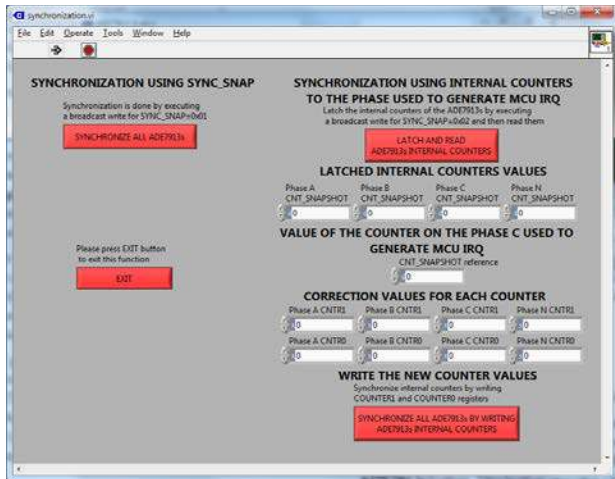 synchronization.vi
File Edit Operate Tools Window Help
SYNCHRONIZATION USING SYNC_SNAP
Synchronization is done by executing
a broadcast write for SYNC_SNAP=0x01
SYNCHRONIZE ALL ADE7913s
Please press EXIT button
to exit this function
EXIT
SYNCHRONIZATION USING INTERNAL COUNTERS
TO THE PHASE USED TO GENERATE MCU IRQ
Latch the internal counters of the ADE7913s by executing
a broadcast write for SYNC_SNAP=0x02 and then read them
LATCH AND READ
ADE7913s INTERNAL COUNTERS
LATCHED INTERNAL COUNTERS VALUES
Phase A Phase B Phase C Phase N
CNT_SNAPSHOT CNT_SNAPSHOT CNT_SNAPSHOT CNT_SNAPSHOT
0 0 0 0
VALUE OF THE COUNTER ON THE PHASE C USED TO
GENERATE MCU IRQ
CNT_SNAPSHOT reference
0
CORRECTION VALUES FOR EACH COUNTER
Phase A CNTR1 Phase B CNTR1 Phase C CNTR1 Phase N CNTR1
0 0 0 0
Phase A CNTR0 Phase B CNTR0 Phase C CNTR0 Phase N CNTR0
0 0 0 0
WRITE THE NEW COUNTER VALUES
Synchronize internal counters by writing
COUNTER1 and COUNTER0 registers
SYNCHRONIZE ALL ADE7913s BY WRITING
ADE7913s INTERNAL COUNTERS